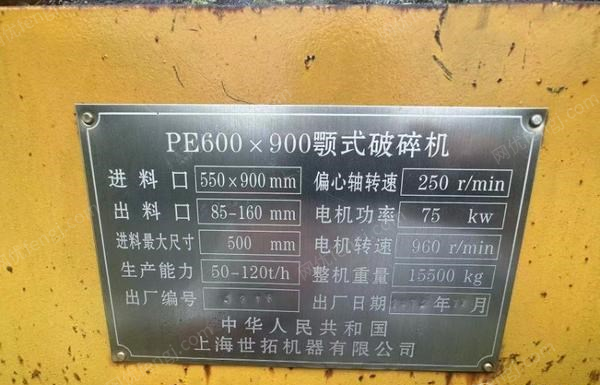 PE600×900颚式破碎机
进料口 550×900mm 偏心轴转速 250 r/min
出料口 85-160mm 电机功率 75 kw
进料最大尺寸 500 mm 电机转速 960 r/min
生产能力 50-120t/h 整机重量 15500 kg
出厂编号 出厂日期 年 月
中华人民共和国
上海世拓机器有限公司